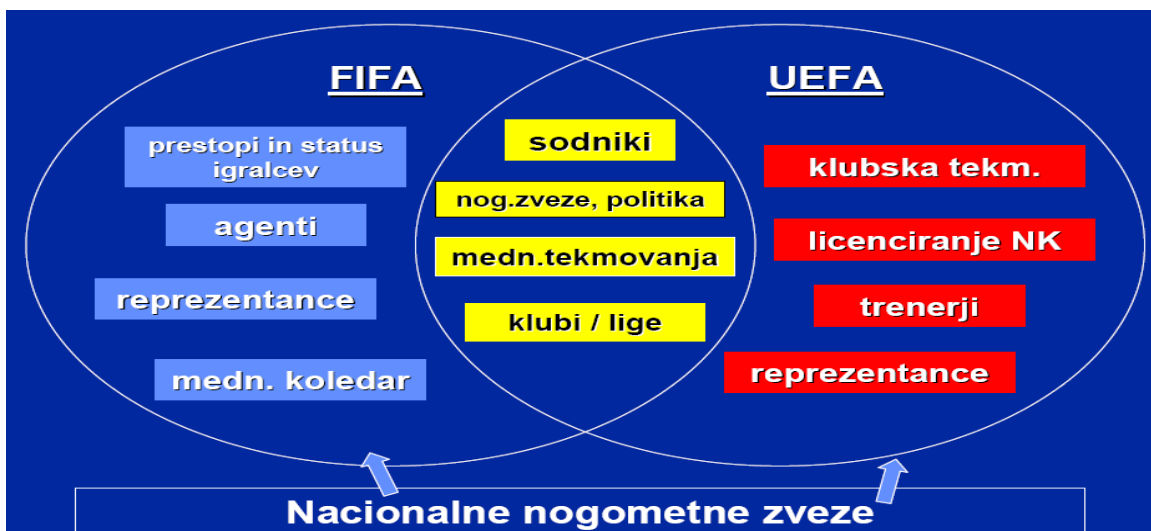 FIFA
UEFA
prestopi in status
igralcev
agenti
reprezentance
medn. koledar
sodniki
nog.zveze, politika
medn.tekmovanja
klubi / lige
klubska tekm.
licenciranje NK
trenerji
reprezentance
Nacionalne nogometne zveze